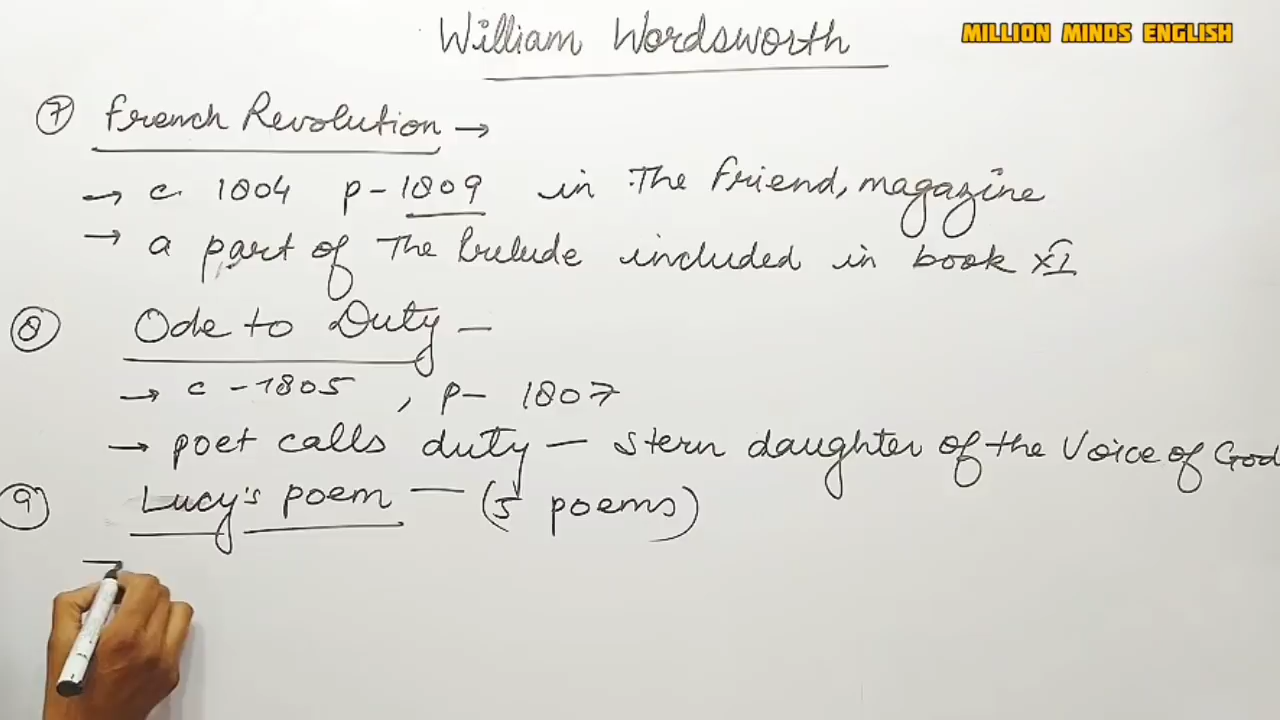 William Wordsworth
MILLION MINDS ENGLISH
⑦ French Revolution →
→ c. 1804 p-1809 in The Friend, magazine
→ a part of The Prelude included in book XI
⑧ Ode to Duty -
→ c -1805 , p- 1807
→ poet calls duty — stern daughter of the Voice of God
⑨ Lucy's poem — (5 poems)